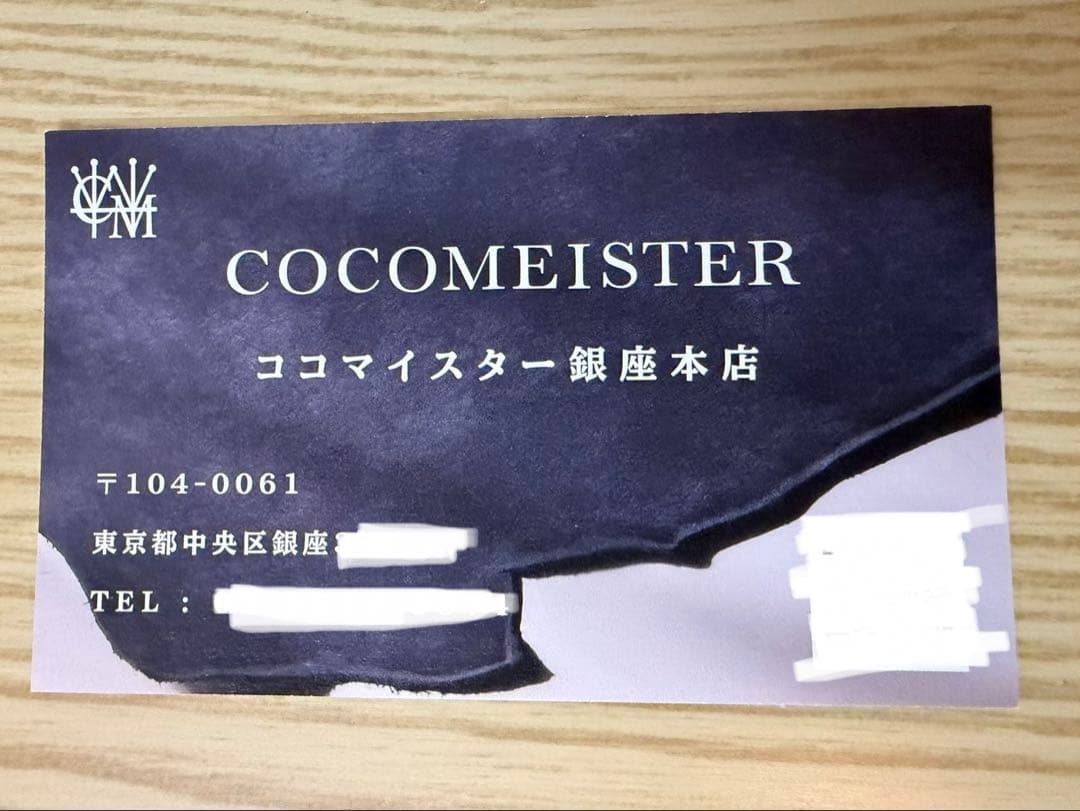 CM
COCOMEISTER
ココマイスター銀座本店
〒104-0061
東京都中央区銀座
TEL :